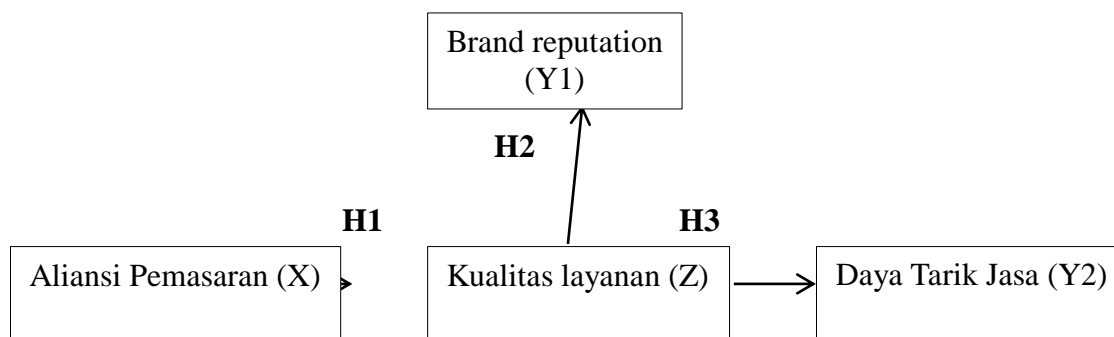 Brand reputation
(Y1)
H2
H1
H3
Aliansi Pemasaran (X)
Kualitas layanan (Z)
Daya Tarik Jasa (Y2)